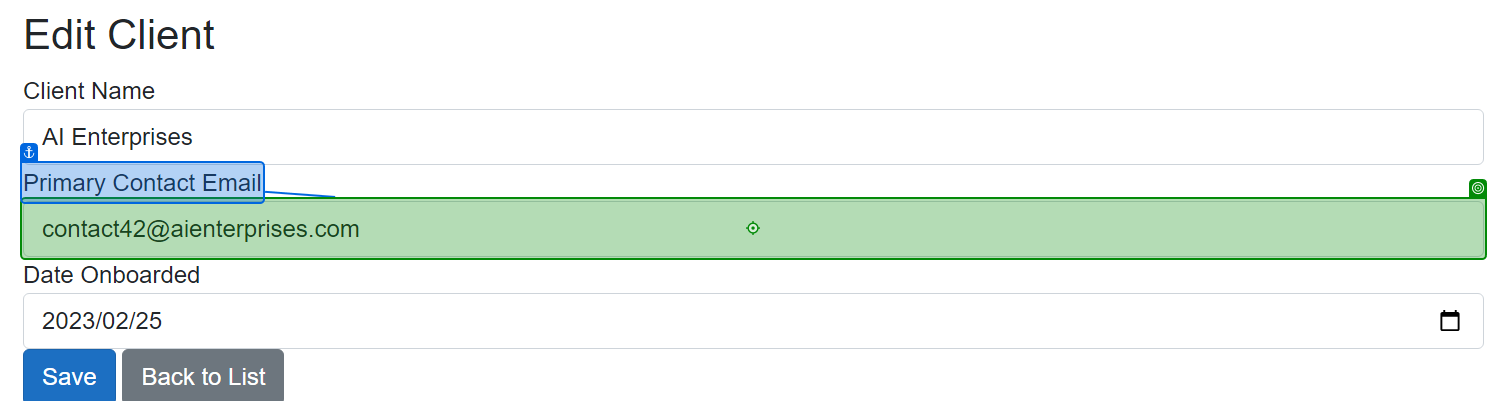 Edit Client
Client Name
AI Enterprises
Primary Contact Email
contact42@aienterprises.com
Date Onboarded
2023/02/25
Save Back to List